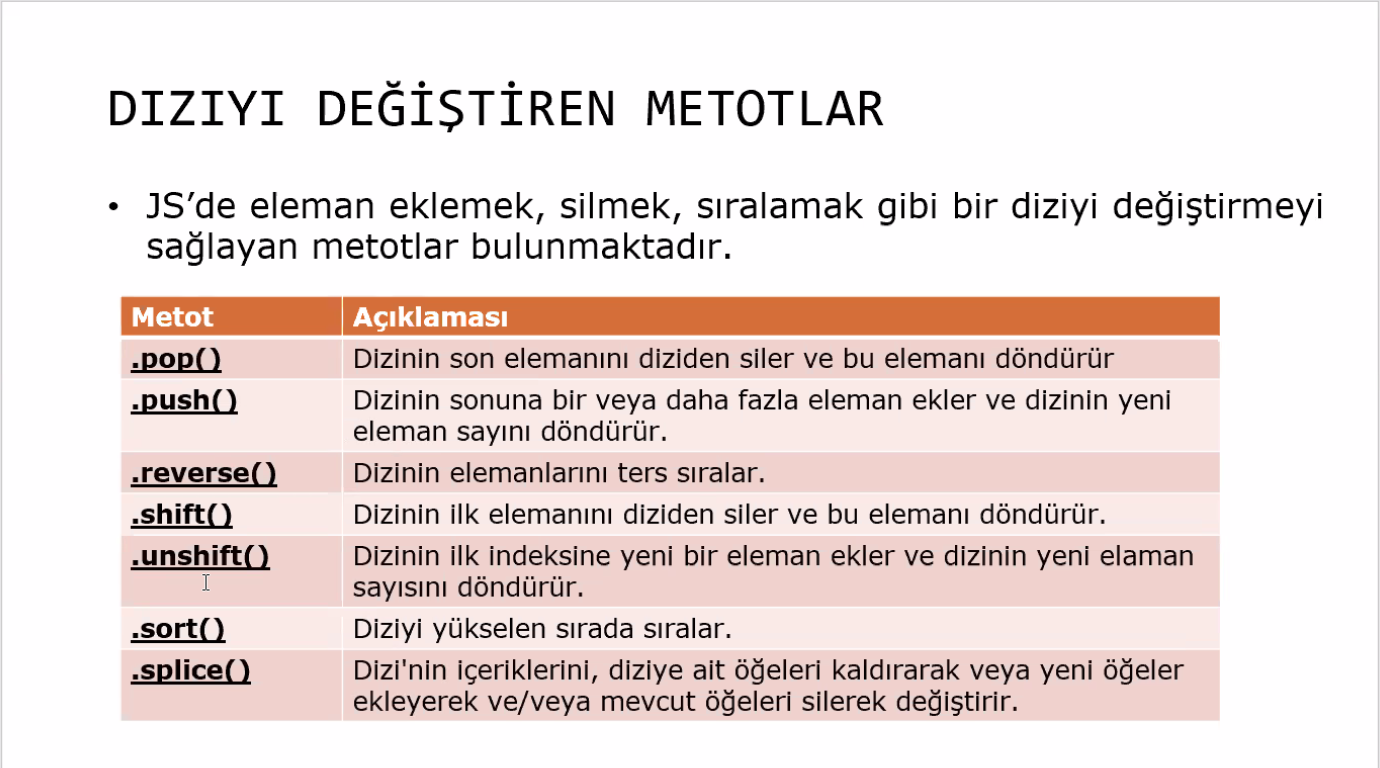 DIZIYI DEĞİŞTİREN METOTLAR
• JS’de eleman eklemek, silmek, sıralamak gibi bir diziyi değiştirmeyi
sağlayan metotlar bulunmaktadır.
Metot Açıklaması
.pop() Dizinin son elemanını diziden siler ve bu elemanı döndürür
.push() Dizinin sonuna bir veya daha fazla eleman ekler ve dizinin yeni
eleman sayını döndürür.
.reverse() Dizinin elemanlarını ters sıralar.
.shift() Dizinin ilk elemanını diziden siler ve bu elemanı döndürür.
.unshift() Dizinin ilk indeksine yeni bir eleman ekler ve dizinin yeni elaman
sayısını döndürür.
.sort() Diziyi yükselen sırada sıralar.
.splice() Dizi'nin içeriklerini, diziye ait öğeleri kaldırarak veya yeni öğeler
ekleyerek ve/veya mevcut öğeleri silerek değiştirir.